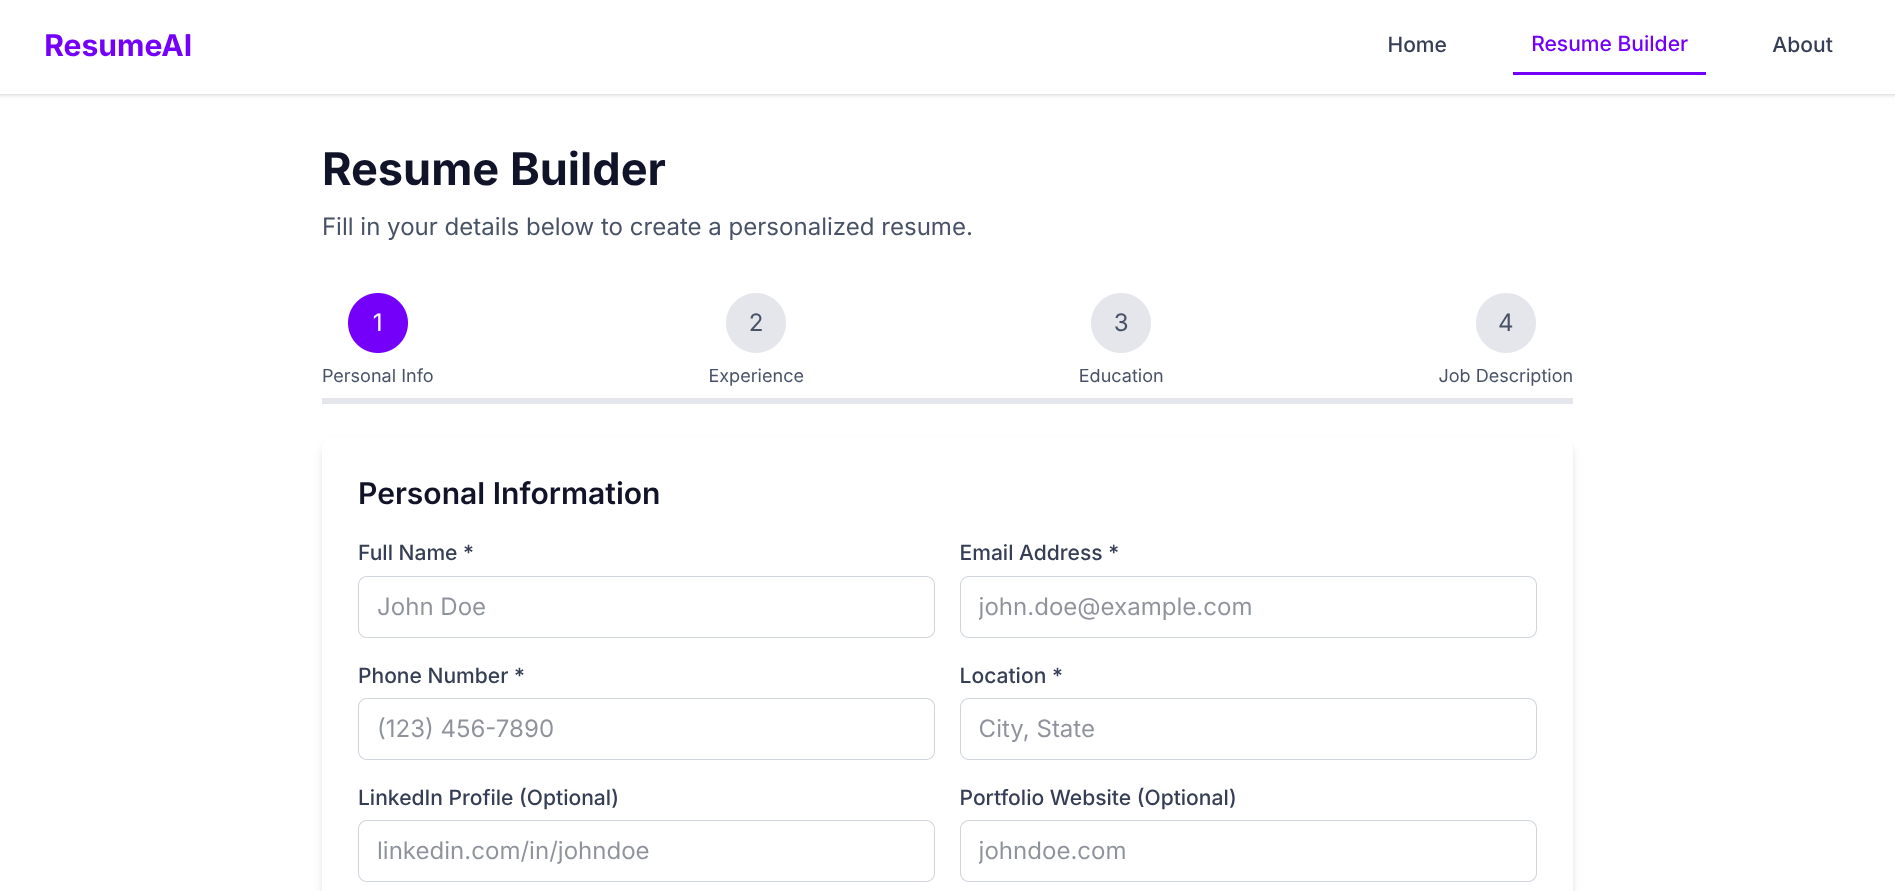 ResumeAI
Home Resume Builder About
Resume Builder
Fill in your details below to create a personalized resume.
1 2 3 4
Personal Info Experience Education Job Description
Personal Information
Full Name * Email Address *
John Doe john.doe@example.com
Phone Number * Location *
(123) 456-7890 City, State
LinkedIn Profile (Optional) Portfolio Website (Optional)
linkedin.com/in/johndoe johndoe.com